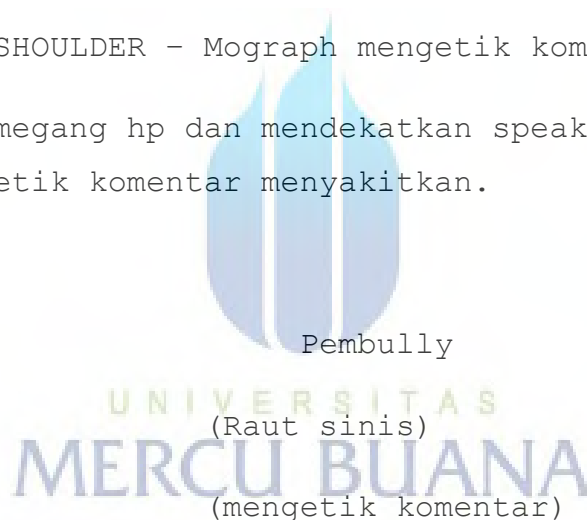 SHOULDER – Mograph mengetik kom
megang hp dan mendekatkan speak
etik komentar menyakitkan.
Pembully
UNIVERSITAS
(Raut sinis)
MERCU BUANA
(mengetik komentar)